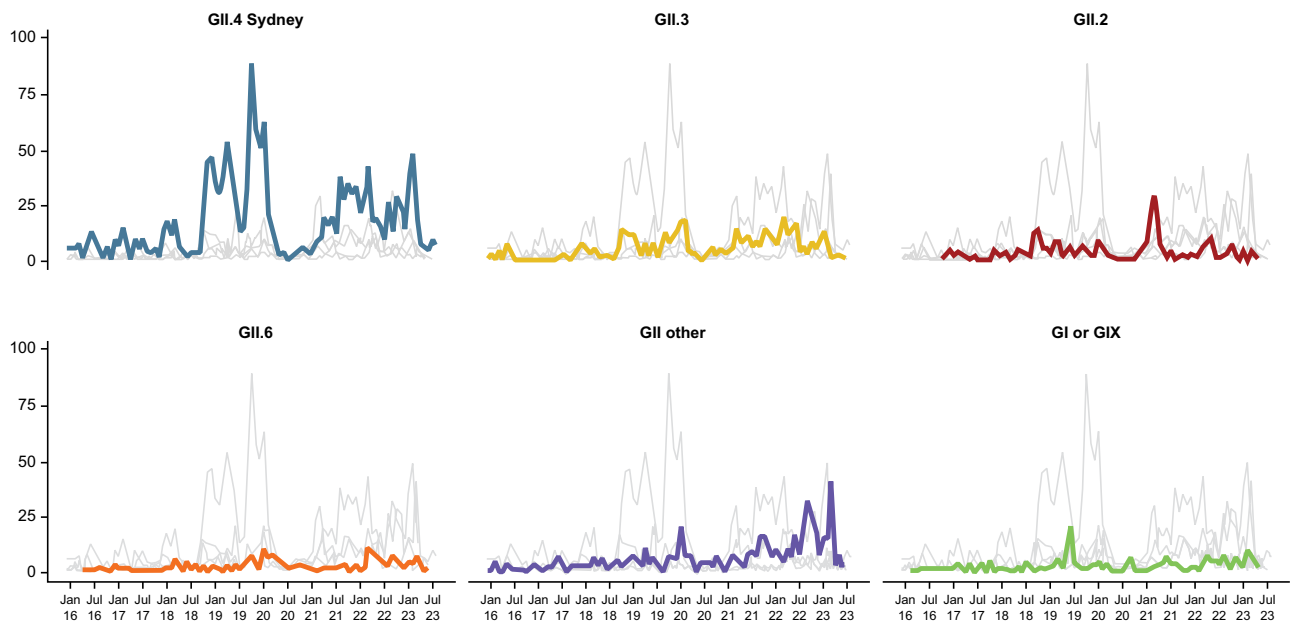 GII.4 Sydney
GII.3
GII.2
100
75
50
25
0
GII.6
GII other
GI or GIX
100
75
50
25
0
Jan Jul Jan Jul Jan Jul Jan Jul Jan Jul Jan Jul Jan Jul Jan Jul
16 16 17 17 18 18 19 19 20 20 21 21 22 22 23 23
Jan Jul Jan Jul Jan Jul Jan Jul Jan Jul Jan Jul Jan Jul Jan Jul
16 16 17 17 18 18 19 19 20 20 21 21 22 22 23 23
Jan Jul Jan Jul Jan Jul Jan Jul Jan Jul Jan Jul Jan Jul Jan Jul
16 16 17 17 18 18 19 19 20 20 21 21 22 22 23 23